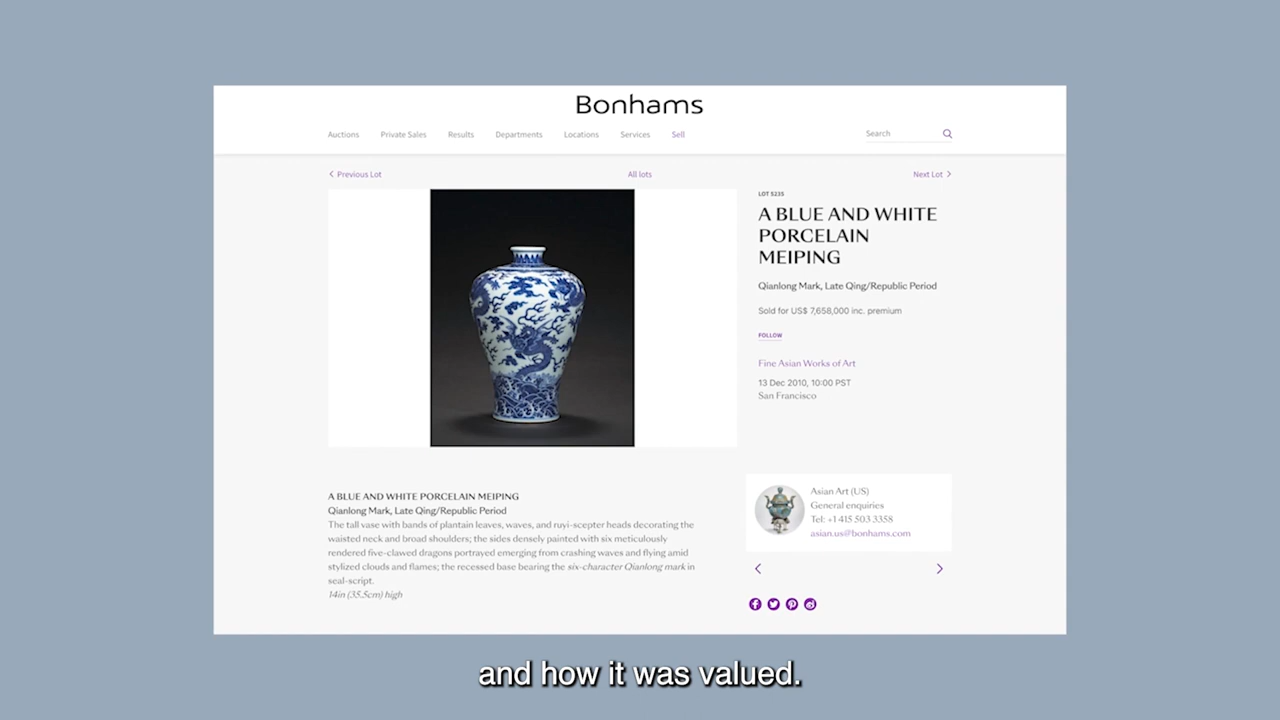 Bonhams
Auctions Private Sales Results Departments Locations Services Sell
Search
Previous Lot All lots Next Lot
LOT 5235
A BLUE AND WHITE
PORCELAIN
MEIPING
Qianlong Mark, Late Qing/Republic Period
Sold for US$ 7,658,000 inc. premium
FOLLOW
Fine Asian Works of Art
13 Dec 2010, 10:00 PST
San Francisco
A BLUE AND WHITE PORCELAIN MEIPING
Qianlong Mark, Late Qing/Republic Period
The tall vase with bands of plantain leaves, waves, and ruyi-scepter heads decorating the
waisted neck and broad shoulders; the sides densely painted with six meticulously
rendered five-clawed dragons portrayed emerging from crashing waves and flying amid
stylized clouds and flames; the recessed base bearing the six-character Qianlong mark in
seal-script.
14in (35.5cm) high
Asian Art (US)
General enquiries
Tel: +1 415 503 3358
asian.us@bonhams.com
and how it was valued.